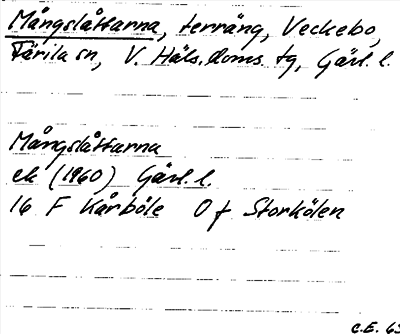 Mångslåttarna, terräng, Veckebo,
Färila sn, V. Häls. doms. tg, Gävl. l.
Mångslåttarna
ek (1960) Gävl. l.
16 F Kårböle O f Storkölen
C.E. 63